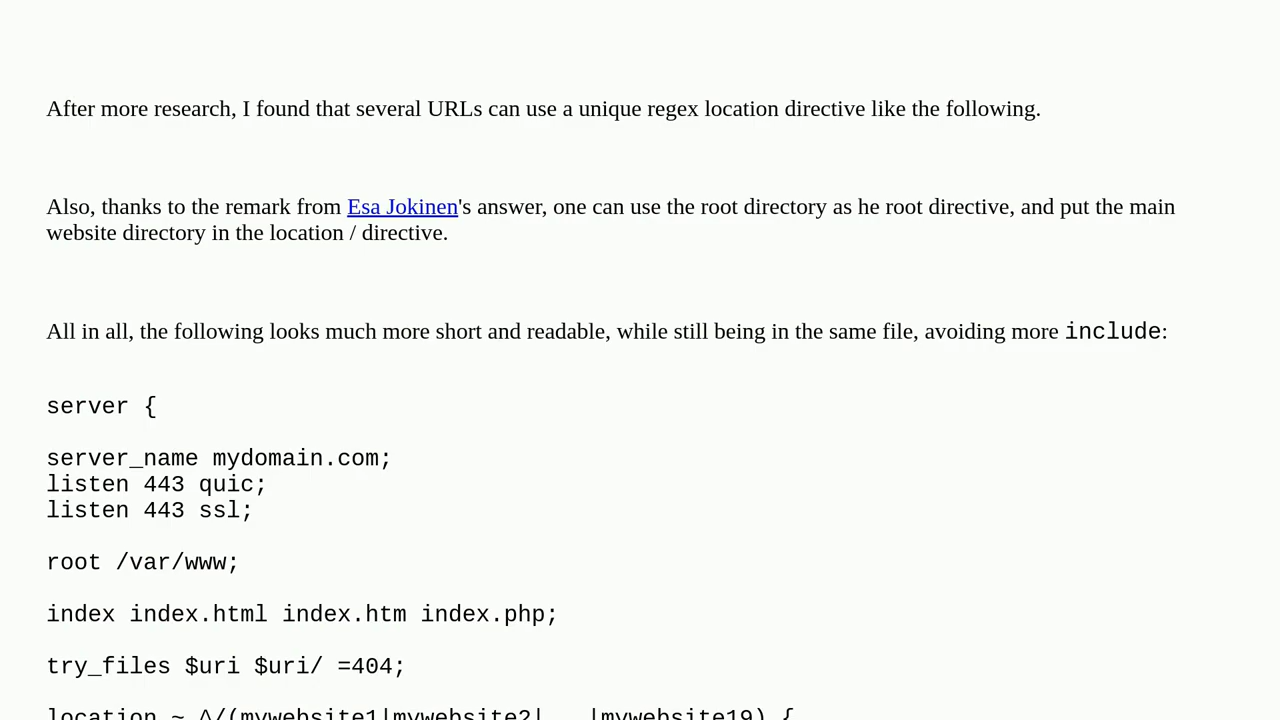 After more research, I found that several URLs can use a unique regex location directive like the following.
Also, thanks to the remark from Esa Jokinen's answer, one can use the root directory as he root directive, and put the main
website directory in the location / directive.
All in all, the following looks much more short and readable, while still being in the same file, avoiding more include:
server {
server_name mydomain.com;
listen 443 quic;
listen 443 ssl;
root /var/www;
index index.html index.htm index.php;
try_files $uri $uri/ =404;
location ~ ^/(mywebsite1|mywebsite2|...|mywebsite19) {